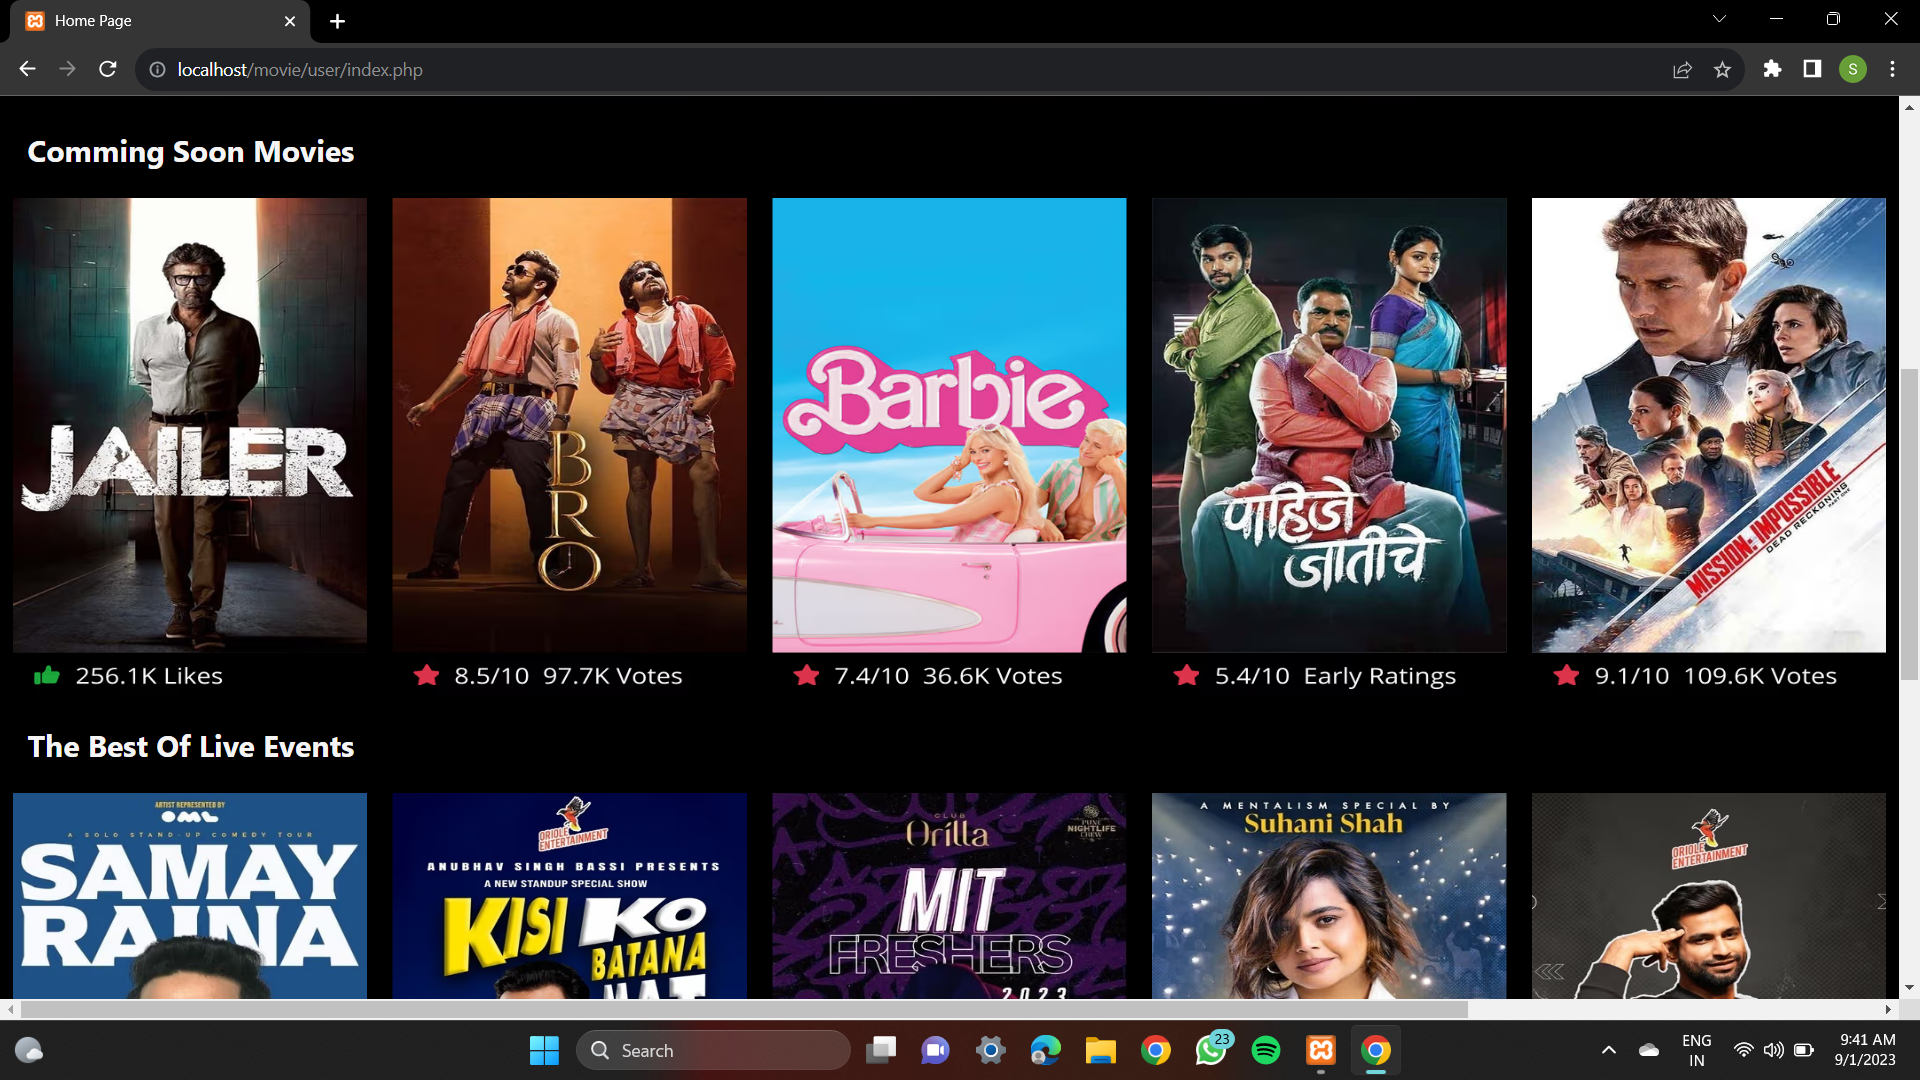 Home Page
localhost/movie/user/index.php
S
Comming Soon Movies
JAILER
BRO
Barbie
पाहिजे
जातीचे
MISSION: IMPOSSIBLE
DEAD RECKONING
PART ONE
256.1K Likes
8.5/10 97.7K Votes
7.4/10 36.6K Votes
5.4/10 Early Ratings
9.1/10 109.6K Votes
The Best Of Live Events
ARTIST REPRESENTED BY
OML
A SOLO STAND-UP COMEDY TOUR
SAMAY
RAINA
ORIOLE
ENTERTAINMENT
ANUBHAV SINGH BASSI PRESENTS
A NEW STANDUP SPECIAL SHOW
KISI KO
BATANA
MAT
CLUB
Orilla
PUNE
NIGHTLIFE
CREW
MIT
FRESHERS
2023
A MENTALISM SPECIAL BY
Suhani Shah
ORIOLE
ENTERTAINMENT
Search
23
ENG
IN
9:41 AM
9/1/2023